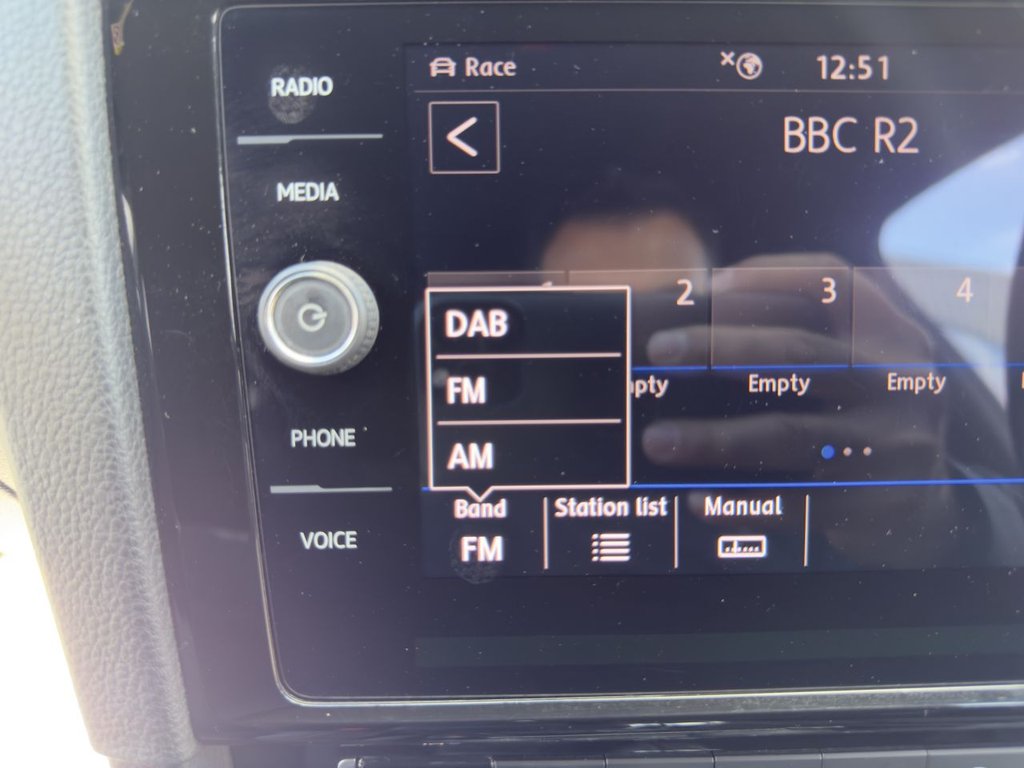 RADIO
Race
12:51
BBC R2
MEDIA
2
3
4
DAB
FM
AM
pty
Empty
Empty
PHONE
Band
FM
Station list
Manual
VOICE